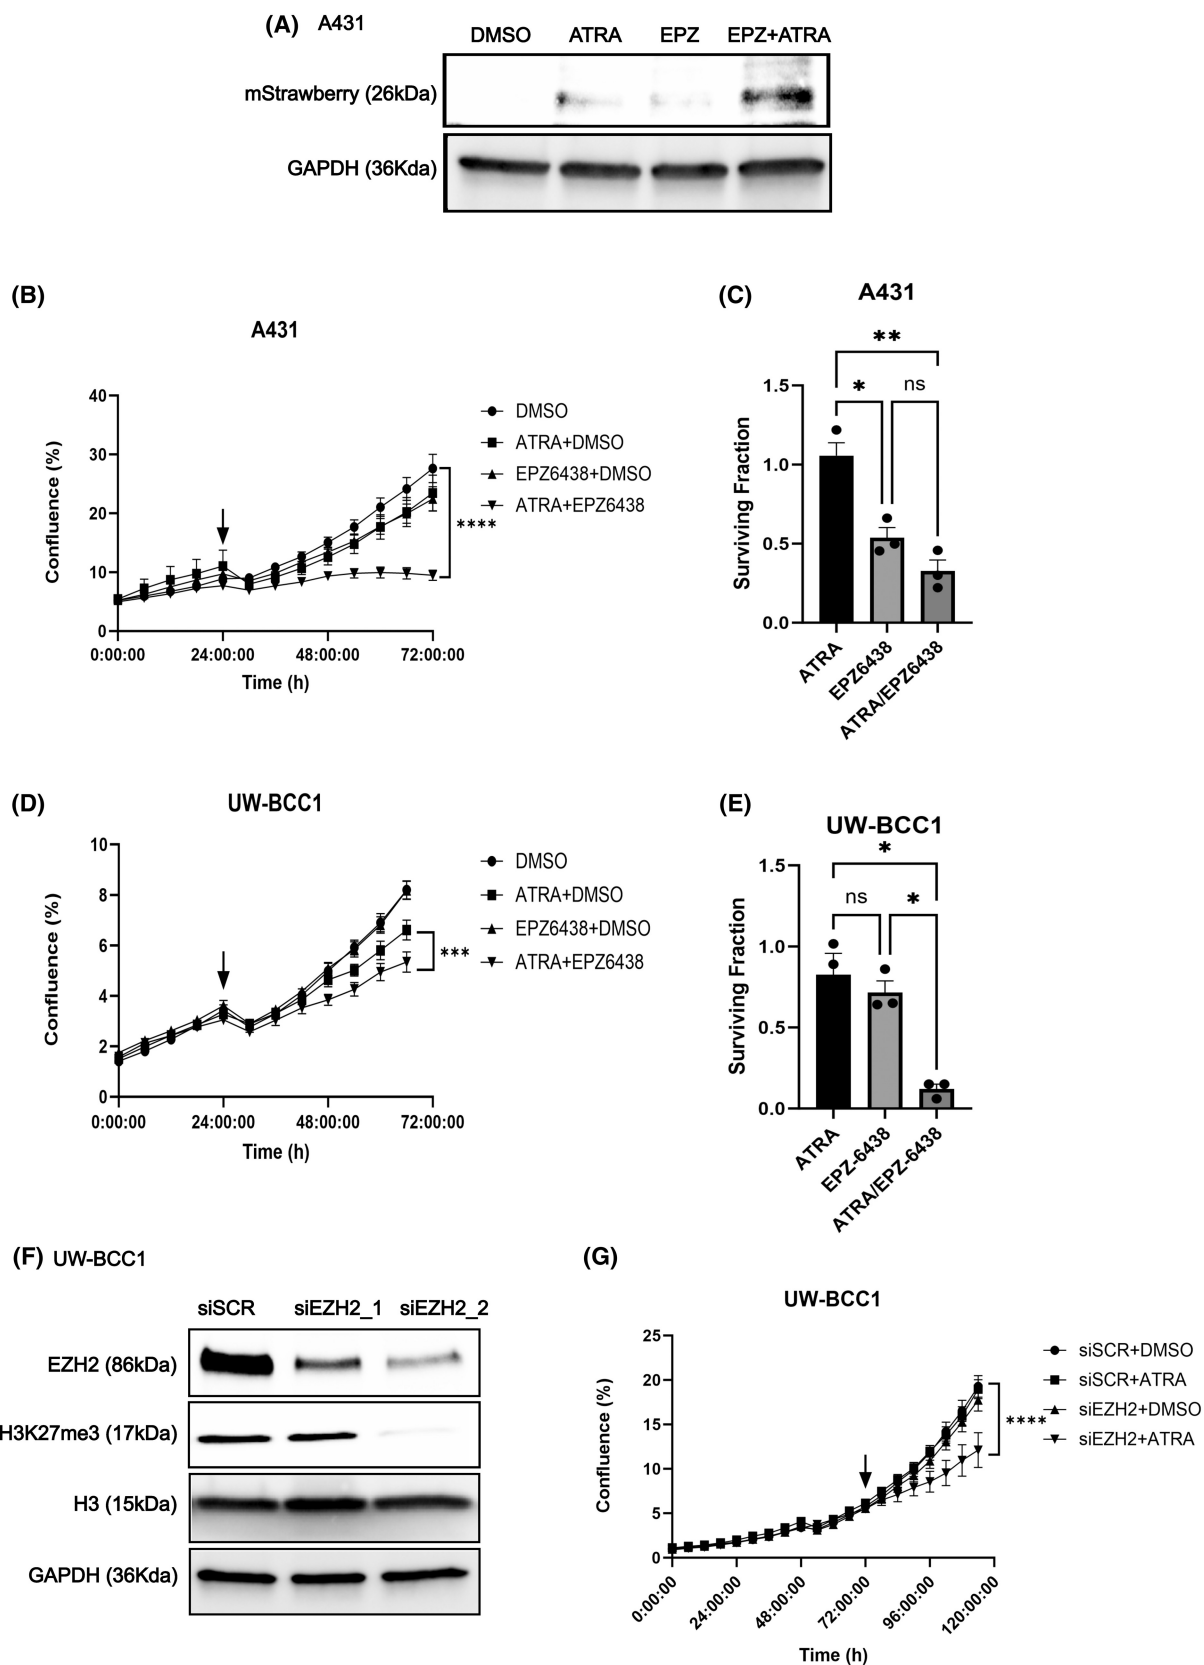 (A) A431
DMSO ATRA EPZ EPZ+ATRA
mStrawberry (26kDa)
GAPDH (36Kda)
(B)
A431
40
30
20
10
0
Confluence (%)
0:00:00 24:00:00 48:00:00 72:00:00
Time (h)
DMSO
ATRA+DMSO
EPZ6438+DMSO
ATRA+EPZ6438
****
(C)
A431
**
* ns
1.5
1.0
0.5
0.0
Surviving Fraction
ATRA
EPZ6438
ATRA/EPZ6438
(D)
UW-BCC1
10
8
6
4
2
0
Confluence (%)
0:00:00 24:00:00 48:00:00 72:00:00
Time (h)
DMSO
ATRA+DMSO
EPZ6438+DMSO
ATRA+EPZ6438
***
(E)
UW-BCC1
*
ns *
1.5
1.0
0.5
0.0
Surviving Fraction
ATRA
EPZ-6438
ATRA/EPZ-6438
(F) UW-BCC1
siSCR siEZH2_1 siEZH2_2
EZH2 (86kDa)
H3K27me3 (17kDa)
H3 (15kDa)
GAPDH (36Kda)
(G)
UW-BCC1
25
20
15
10
5
0
Confluence (%)
0:00:00
24:00:00
48:00:00
72:00:00
96:00:00
120:00:00
Time (h)
siSCR+DMSO
siSCR+ATRA
siEZH2+DMSO
siEZH2+ATRA
****